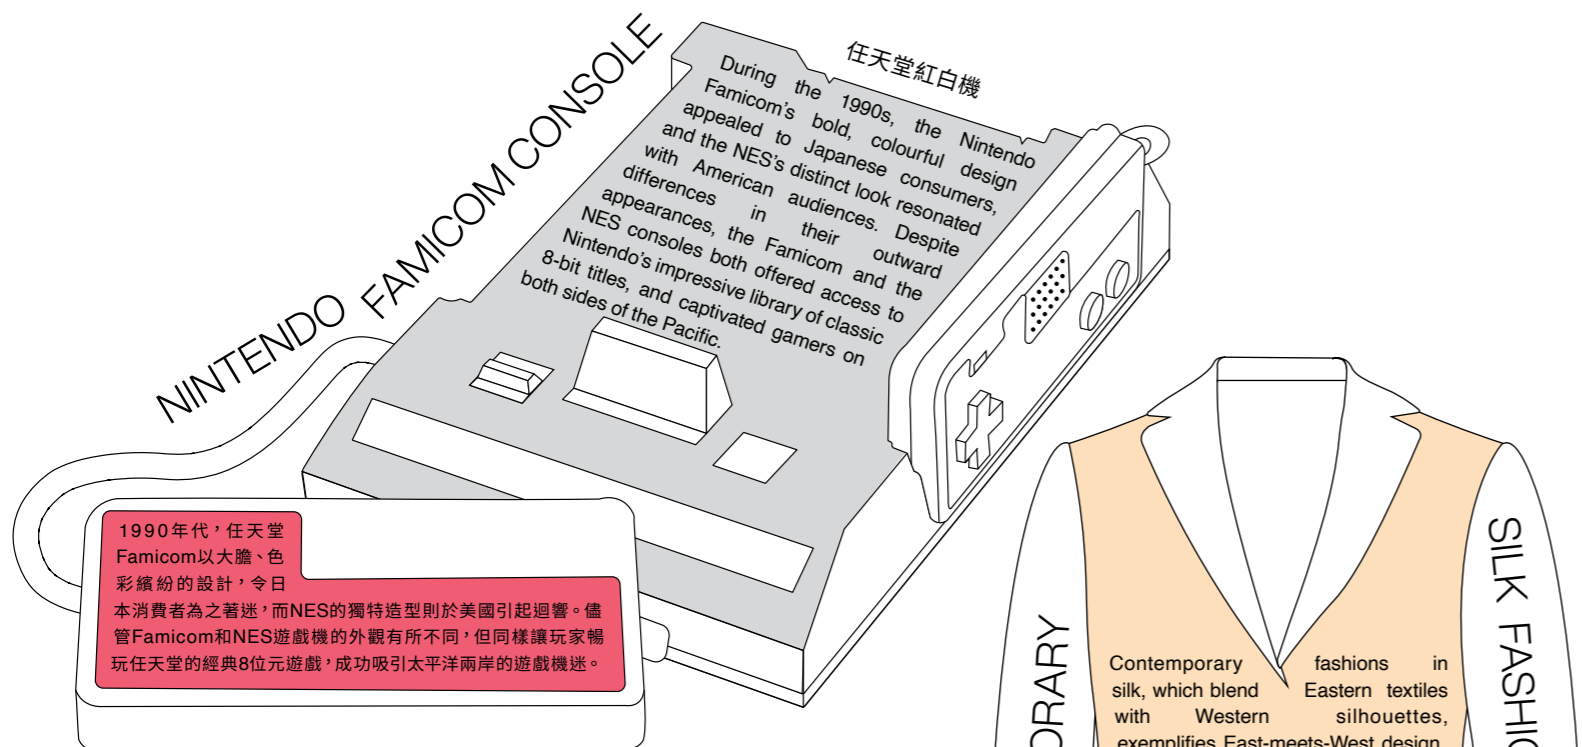 NINTENDO FAMICOM CONSOLE
任天堂紅白機
During the 1990s, the Nintendo
Famicom's bold, colourful design
appealed to Japanese consumers,
and the NES's distinct look resonated
with American audiences. Despite
differences in their outward
appearances, the Famicom and the
NES consoles both offered access to
Nintendo's impressive library of classic
8-bit titles, and captivated gamers on
both sides of the Pacific.
1990年代，任天堂
Famicom以大膽、色
彩繽紛的設計，令日
本消費者為之著迷，而NES的獨特造型則於美國引起迴響。儘
管Famicom和NES遊戲機的外觀有所不同，但同樣讓玩家暢
玩任天堂的經典8位元遊戲，成功吸引太平洋兩岸的遊戲機迷。
ORARY
SILK FASHIO
Contemporary fashions in
silk, which blend Eastern textiles
with Western silhouettes,
exemplifies East-meets-West design